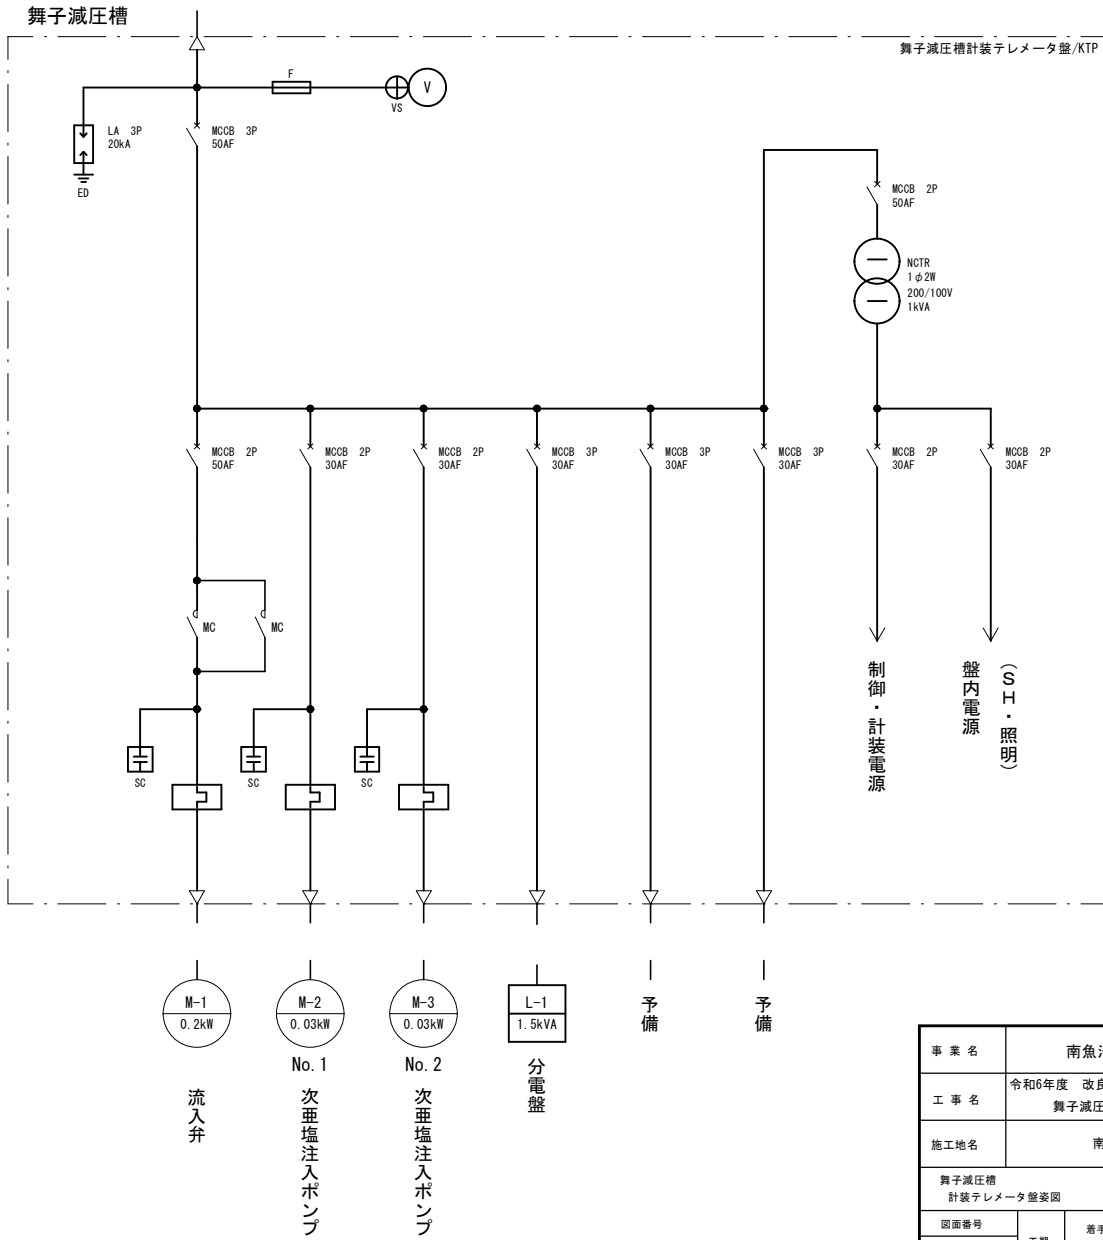 舞子減圧槽
舞子減圧槽計装テレメータ盤/KTP
F
V
VS
LA 3P
20kA
ED
MCCB 3P
50AF
MCCB 2P
50AF
NCTR
1φ2W
200/100V
1kVA
MCCB 2P
50AF
MCCB 2P
30AF
MCCB 2P
30AF
MCCB 3P
30AF
MCCB 3P
30AF
MCCB 3P
30AF
MCCB 2P
30AF
MCCB 2P
30AF
MC
MC
制御・計装電源
盤内電源
(SH・照明)
SC
SC
SC
M-1
0.2kW
M-2
0.03kW
M-3
0.03kW
L-1
1.5kVA
流入弁
No.1
次亜塩注入ポンプ
No.2
次亜塩注入ポンプ
分電盤
予備
予備
事業名
南魚
工事名
令和6年度 改良
舞子減圧
施工地名
南
舞子減圧槽
計装テレメータ盤姿図
図面番号